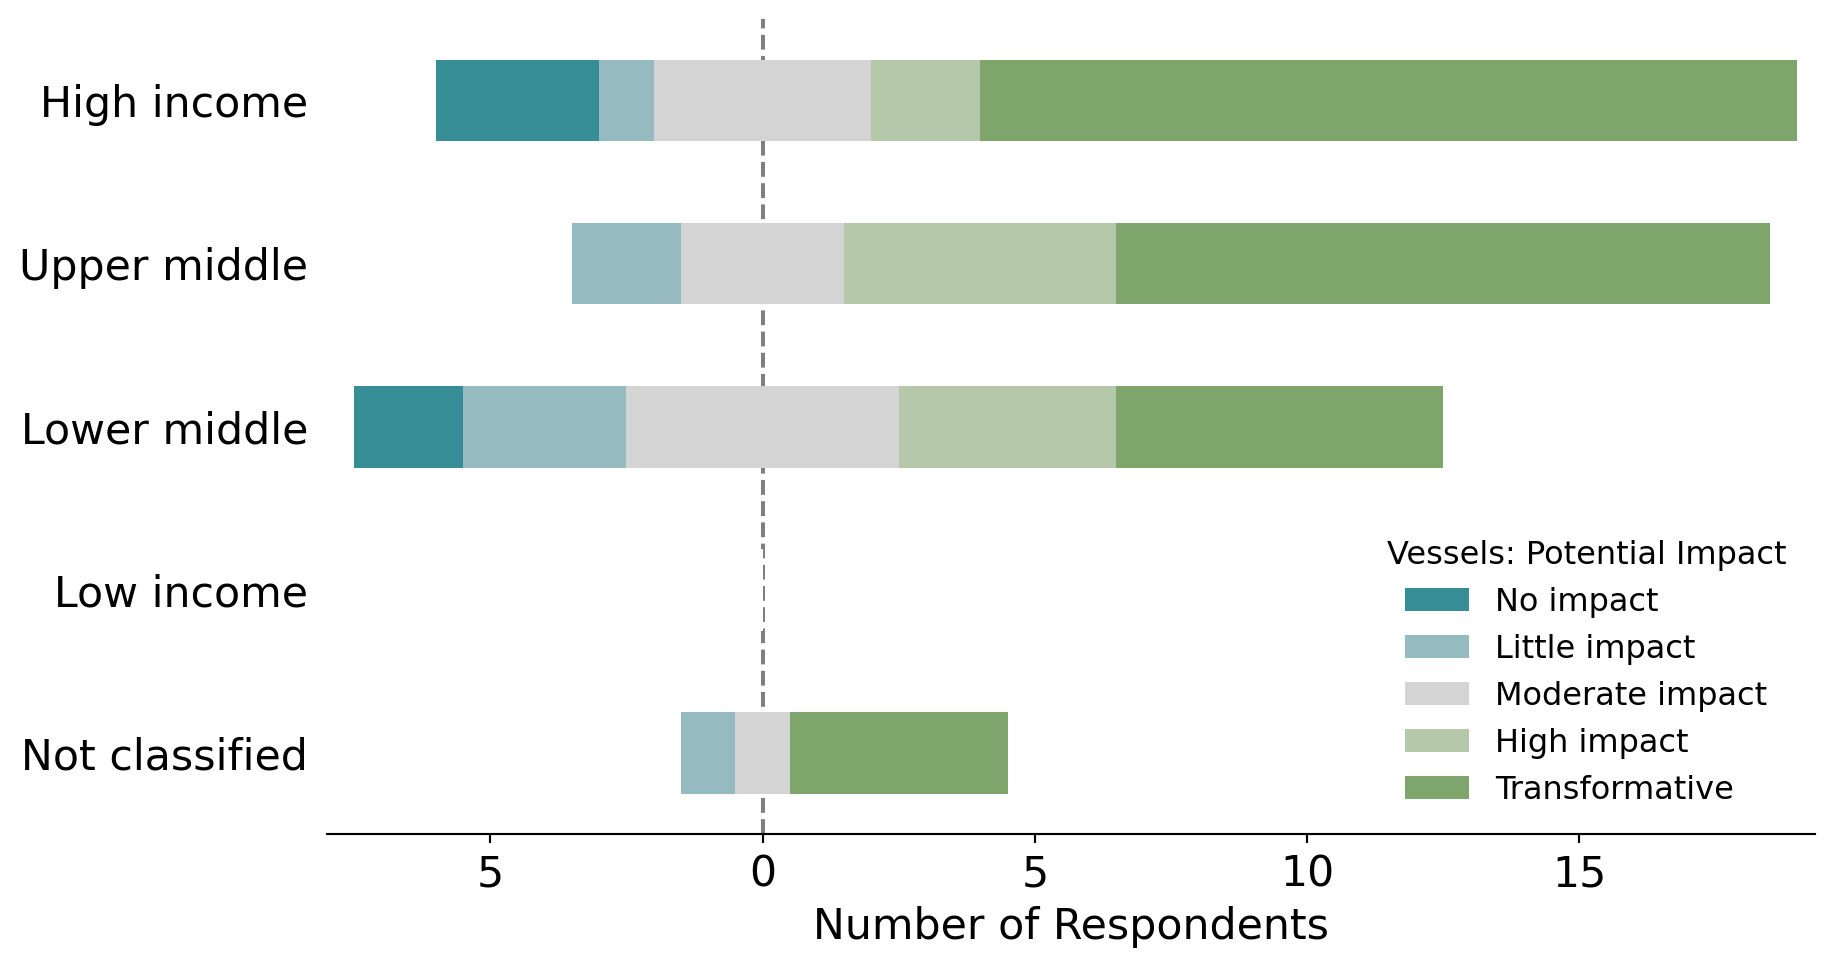 High income
Upper middle
Lower middle
Low income
Not classified
Vessels: Potential Impact
No impact
Little impact
Moderate impact
High impact
Transformative
5 0 5 10 15
Number of Respondents